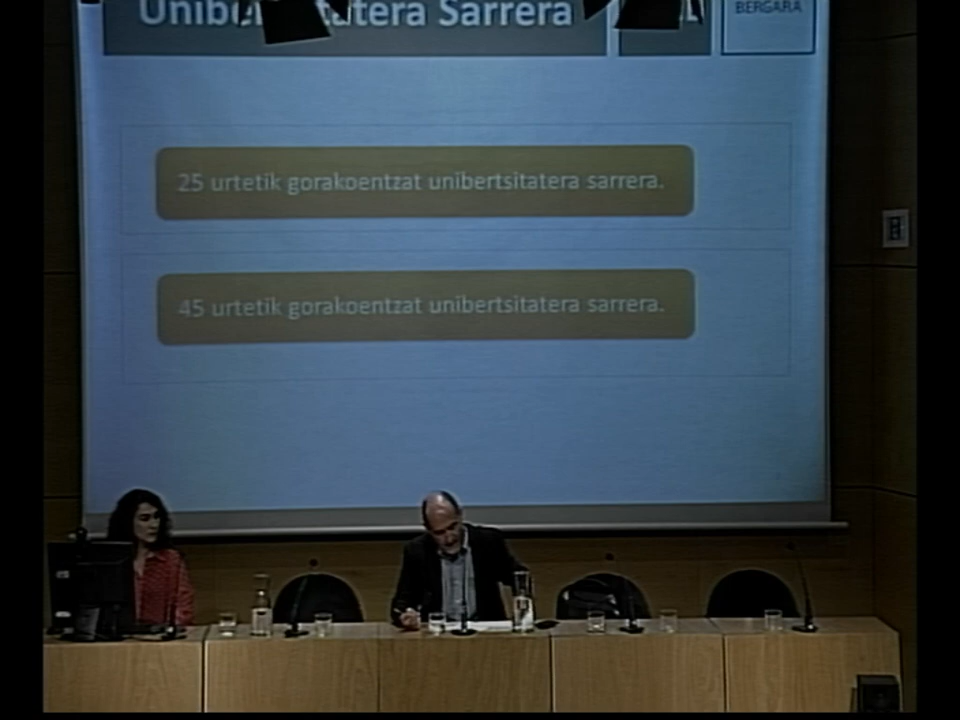 Sarrera
BERGARA
25 urtetik gorakoentzat unibertsitatera sarrera.
45 urtetik gorakoentzat unibertsitatera sarrera.